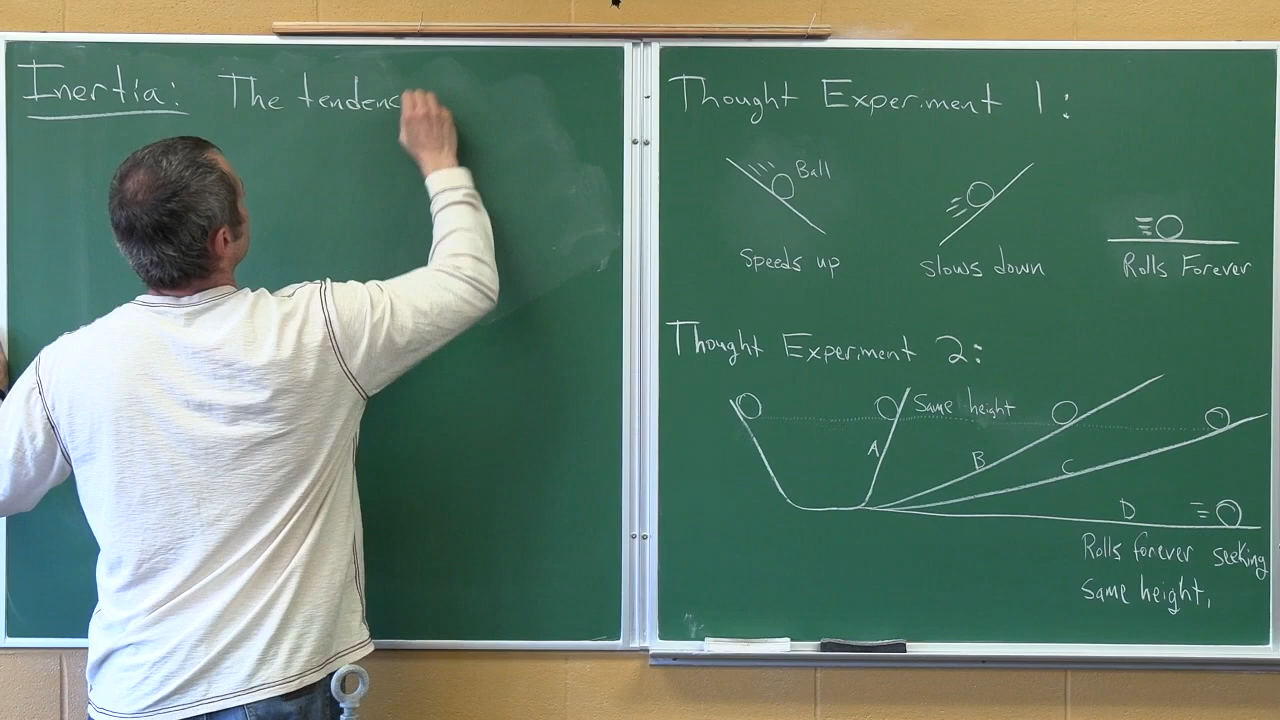 Inertia: The tendenc
Thought Experiment 1:
Ball
Speeds up
slows down
Rolls Forever
Thought Experiment 2:
Same height
A
B
C
D
Rolls forever seeking
same height,